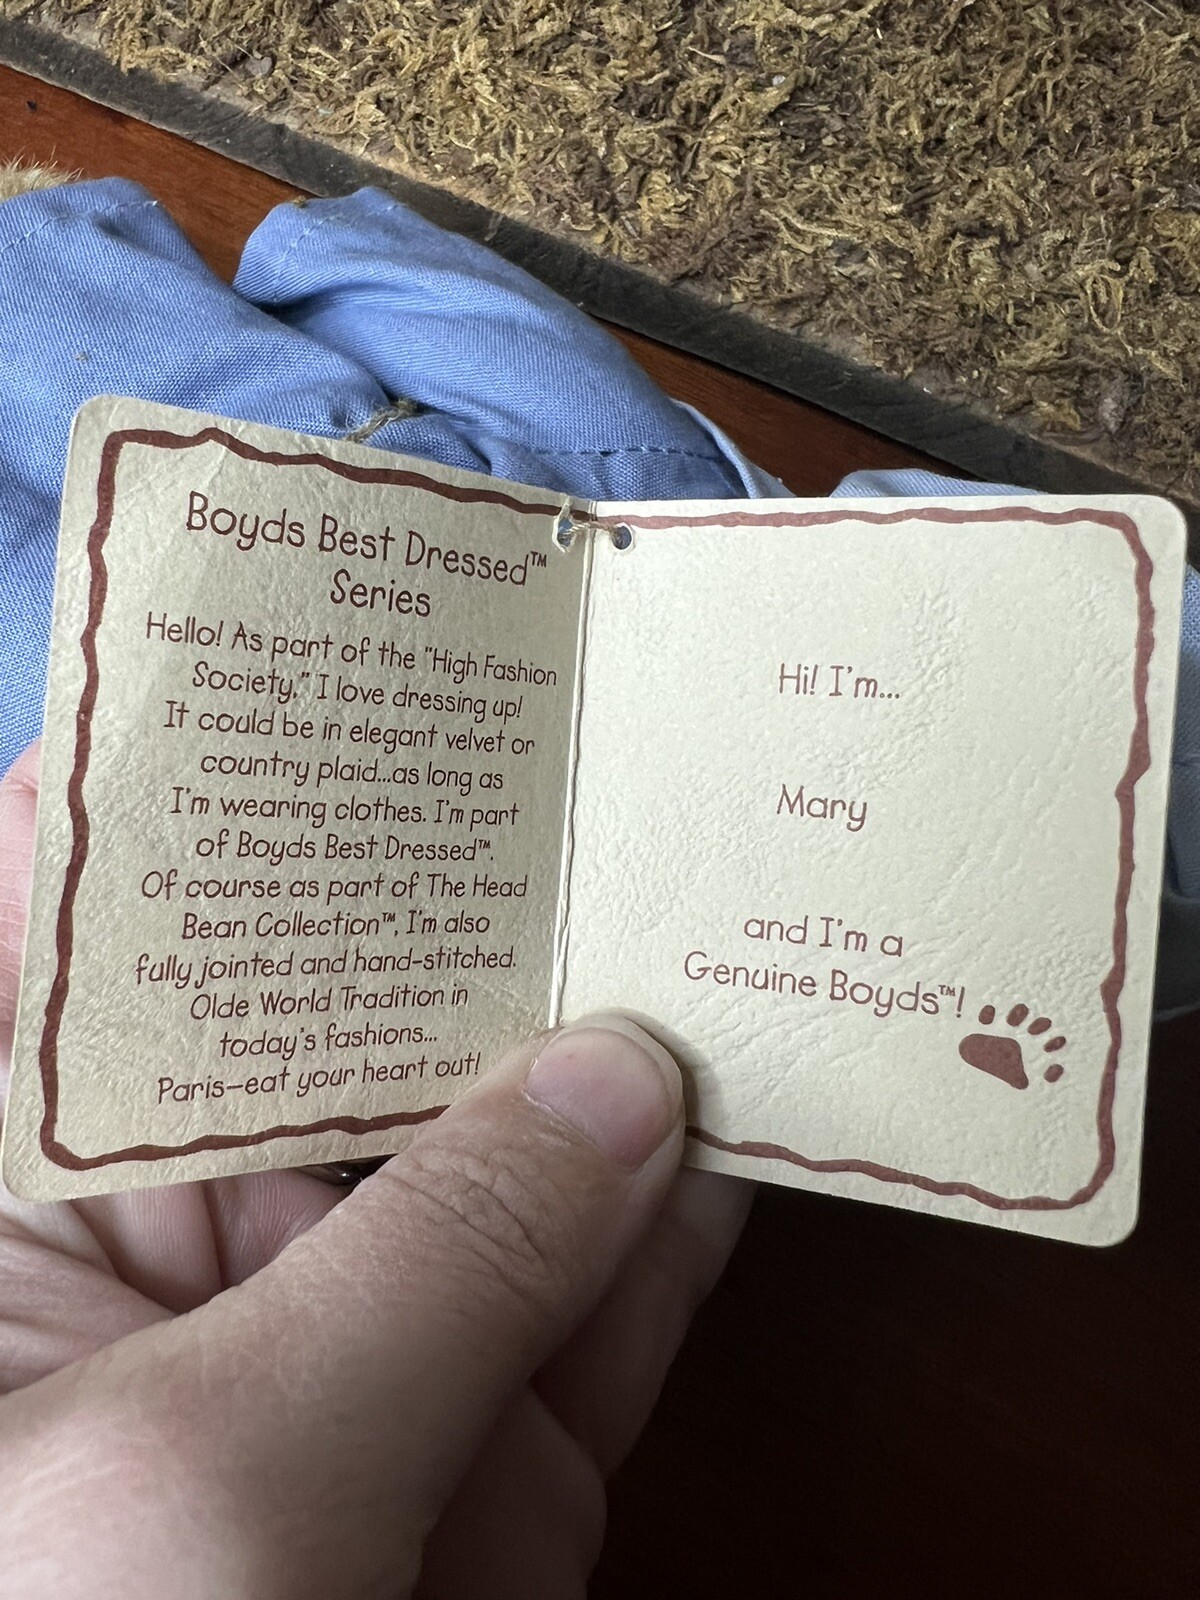 Boyds Best Dressed™
Series
Hello! As part of the "High Fashion
Society," I love dressing up!
It could be in elegant velvet or
country plaid...as long as
I'm wearing clothes. I'm part
of Boyds Best Dressed™.
Of course as part of The Head
Bean Collection™, I'm also
fully jointed and hand-stitched.
Olde World Tradition in
today's fashions...
Paris—eat your heart out!
Hi! I'm...
Mary
and I'm a
Genuine Boyds™!